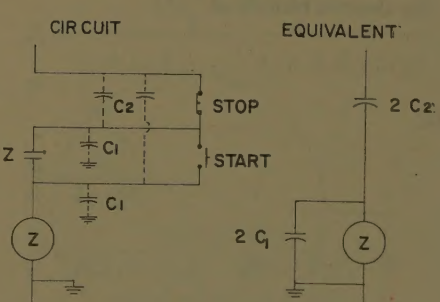 CIRCUIT
EQUIVALENT
C2
STOP
2 C2
Z
C1
START
C1
Z
2 C1
Z